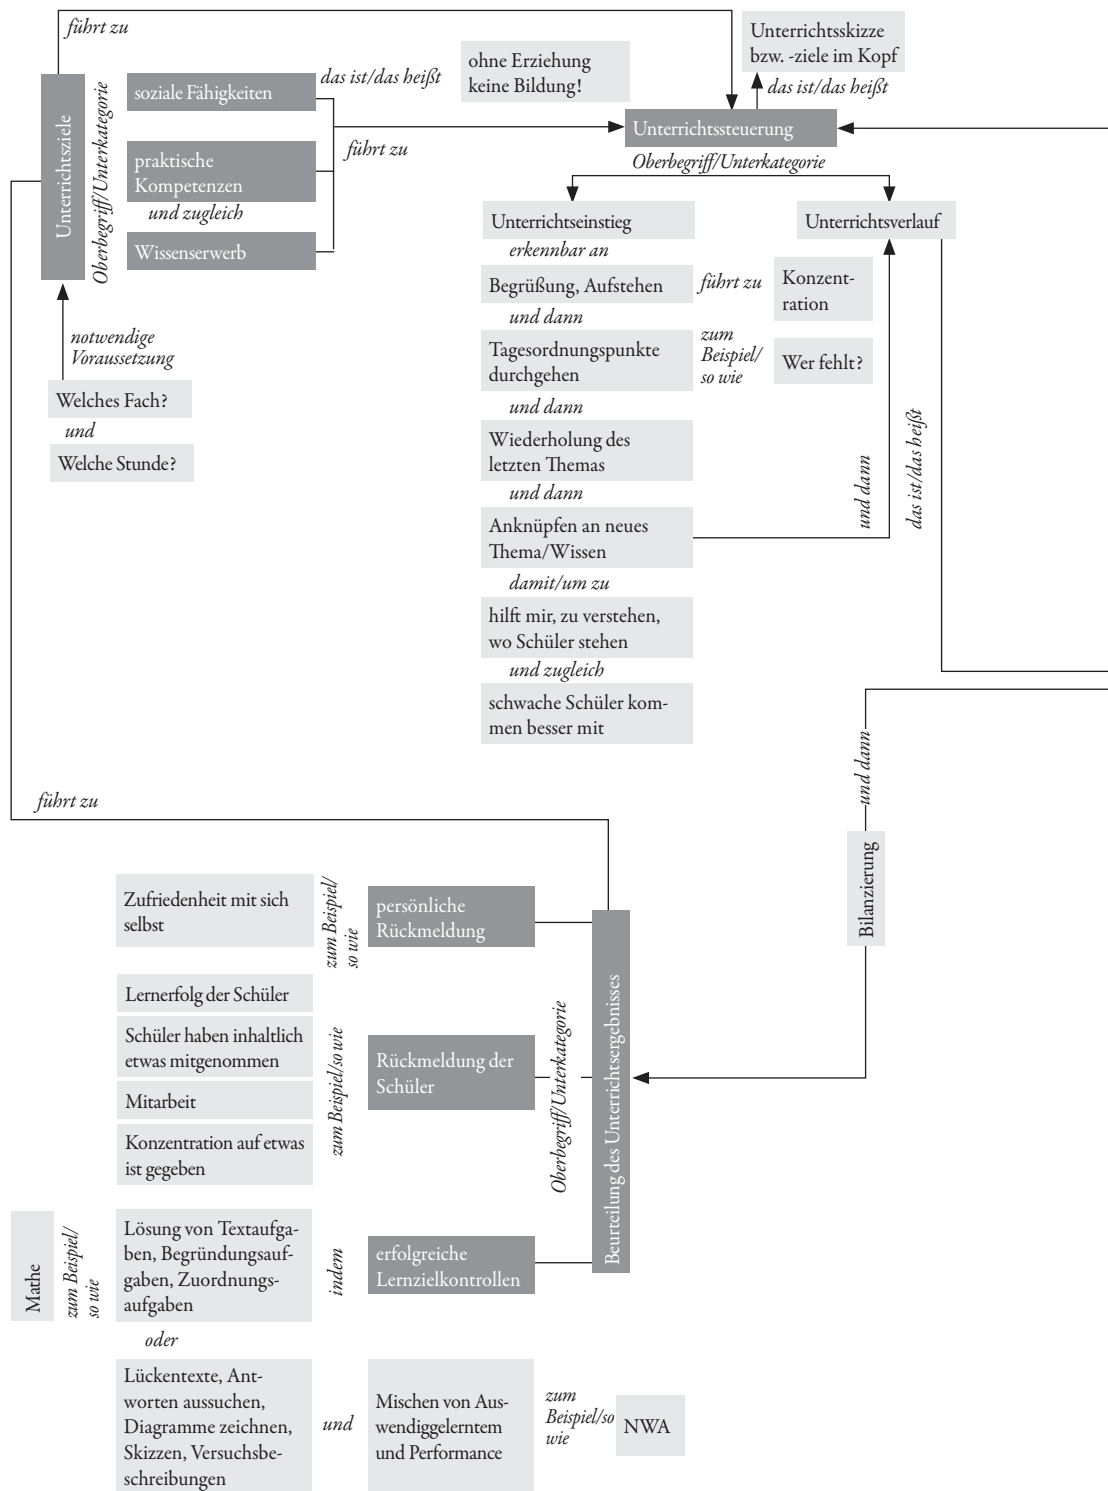 führt zu
Unterrichtsziele
Oberbegriff/Unterkategorie
soziale Fähigkeiten
praktische
Kompetenzen
und zugleich
Wissenserwerb
das ist/das heißt
führt zu
ohne Erziehung
keine Bildung!
Unterrichtsskizze
bzw. -ziele im Kopf
das ist/das heißt
Unterrichtssteuerung
Oberbegriff/Unterkategorie
notwendige
Voraussetzung
Welches Fach?
und
Welche Stunde?
Unterrichtseinstieg
erkennbar an
Begrüßung, Aufstehen
führt zu
Konzent-
ration
und dann
Tagesordnungspunkte
durchgehen
zum
Beispiel/
so wie
Wer fehlt?
und dann
Wiederholung des
letzten Themas
und dann
Anknüpfen an neues
Thema/Wissen
damit/um zu
hilft mir, zu verstehen,
wo Schüler stehen
und zugleich
schwache Schüler kom-
men besser mit
Unterrichtsverlauf
und dann
das ist/das heißt
und dann
Bilanzierung
führt zu
Beurteilung des Unterrichtsergebnisses
Oberbegriff/Unterkategorie
persönliche
Rückmeldung
zum Beispiel/
so wie
Zufriedenheit mit sich
selbst
Rückmeldung der
Schüler
zum Beispiel/so wie
Lernerfolg der Schüler
Schüler haben inhaltlich
etwas mitgenommen
Mitarbeit
Konzentration auf etwas
ist gegeben
erfolgreiche
Lernzielkontrollen
indem
Lösung von Textaufga-
ben, Begründungsauf-
gaben, Zuordnungs-
aufgaben
zum Beispiel/
so wie
Mathe
oder
Lückentexte, Ant-
worten aussuchen,
Diagramme zeichnen,
Skizzen, Versuchsbe-
schreibungen
und
Mischen von Aus-
wendiggelerntem
und Performance
zum
Beispiel/so
wie
NWA